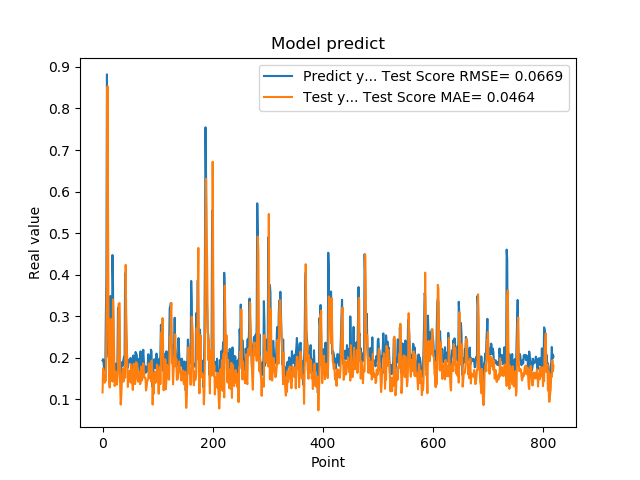 Model predict
Predict y... Test Score RMSE= 0.0669
Test y... Test Score MAE= 0.0464
0.9
0.8
0.7
0.6
0.5
0.4
0.3
0.2
0.1
Real value
0 200 400 600 800
Point